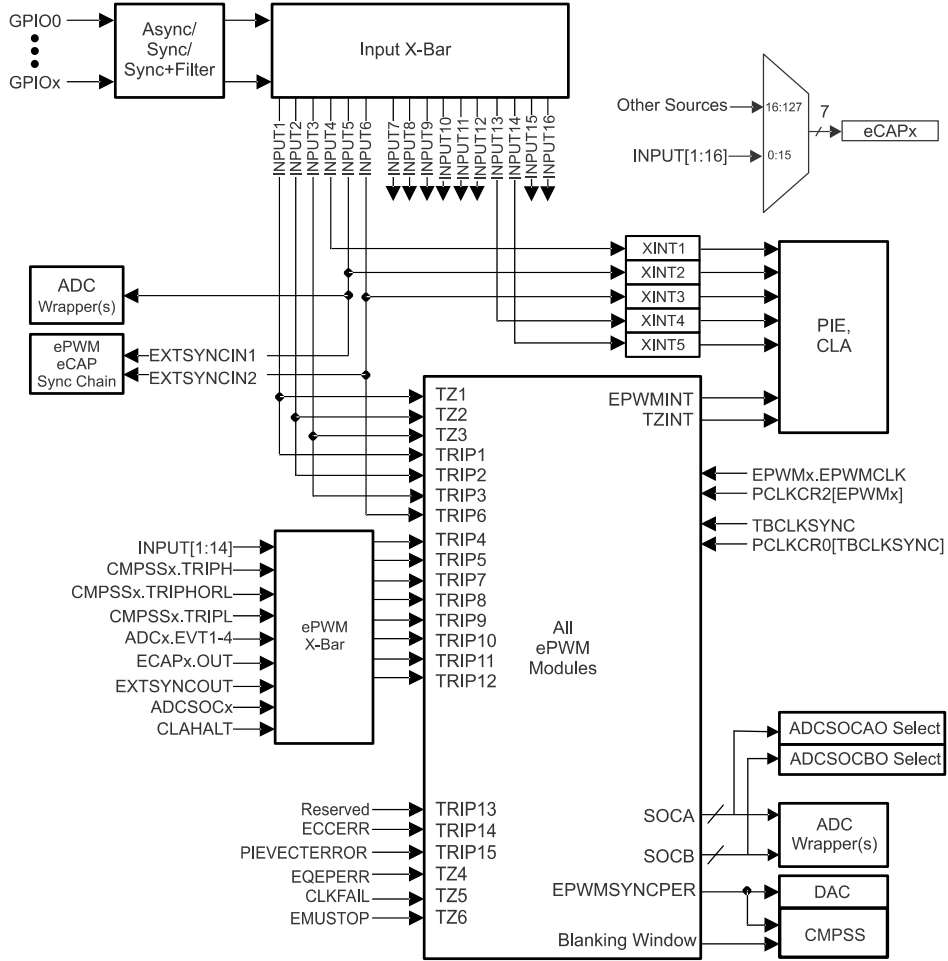 GPIO0
GPIOx
Async/
Sync/
Sync+Filter
Input X-Bar
INPUT1
INPUT2
INPUT3
INPUT4
INPUT5
INPUT6
INPUT7
INPUT8
INPUT9
INPUT10
INPUT11
INPUT12
INPUT13
INPUT14
INPUT15
INPUT16
Other Sources
16:127
INPUT[1:16]
0:15
7
eCAPx
XINT1
XINT2
XINT3
XINT4
XINT5
PIE,
CLA
ADC
Wrapper(s)
ePWM
eCAP
Sync Chain
EXTSYNCIN1
EXTSYNCIN2
TZ1
TZ2
TZ3
TRIP1
TRIP2
TRIP3
TRIP6
TRIP4
TRIP5
TRIP7
TRIP8
TRIP9
TRIP10
TRIP11
TRIP12
EPWMINT
TZINT
EPWMx.EPWMCLK
PCLKCR2[EPWMx]
TBCLKSYNC
PCLKCR0[TBCLKSYNC]
INPUT[1:14]
CMPSSx.TRIPH
CMPSSx.TRIPHORL
CMPSSx.TRIPL
ADCx.EVT1-4
ECAPx.OUT
EXTSYNCOUT
ADCSOCx
CLAHALT
ePWM
X-Bar
All
ePWM
Modules
Reserved
ECCERR
PIEVECTERROR
EQEPERR
CLKFAIL
EMUSTOP
TRIP13
TRIP14
TRIP15
TZ4
TZ5
TZ6
SOCA
SOCB
EPWMSYNCPER
Blanking Window
ADCSOCAO Select
ADCSOCBO Select
ADC
Wrapper(s)
DAC
CMPSS